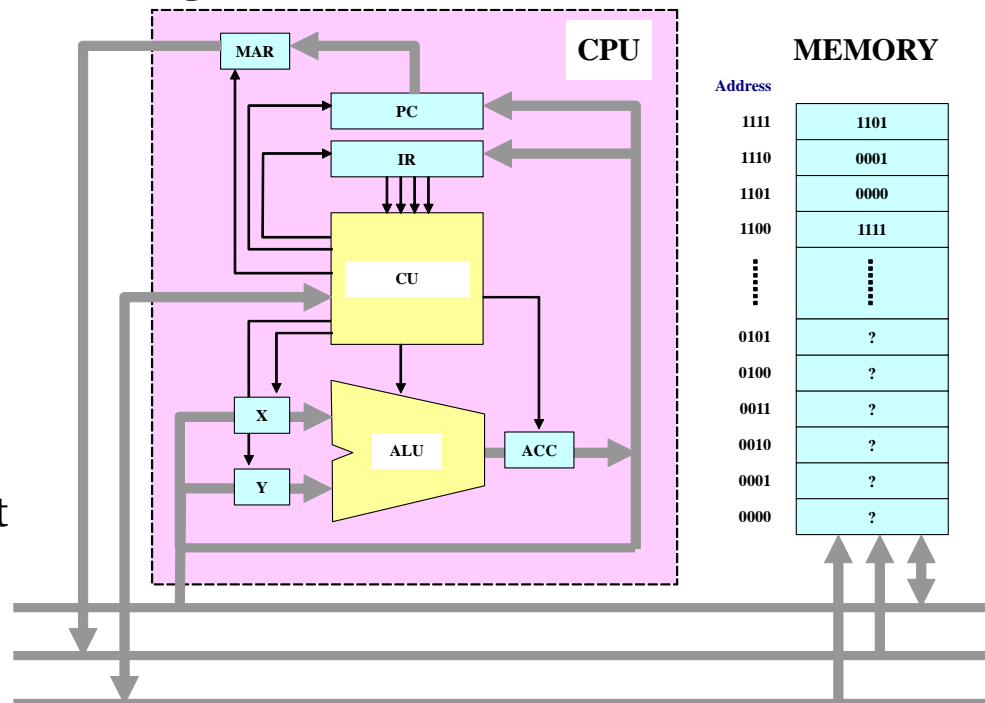 CPU
MEMORY
MAR
Address
PC
1111 1101
IR
1110 0001
1101 0000
1100 1111
CU
0101 ?
0100 ?
X
0011 ?
ALU
ACC
0010 ?
Y
0001 ?
t
0000 ?